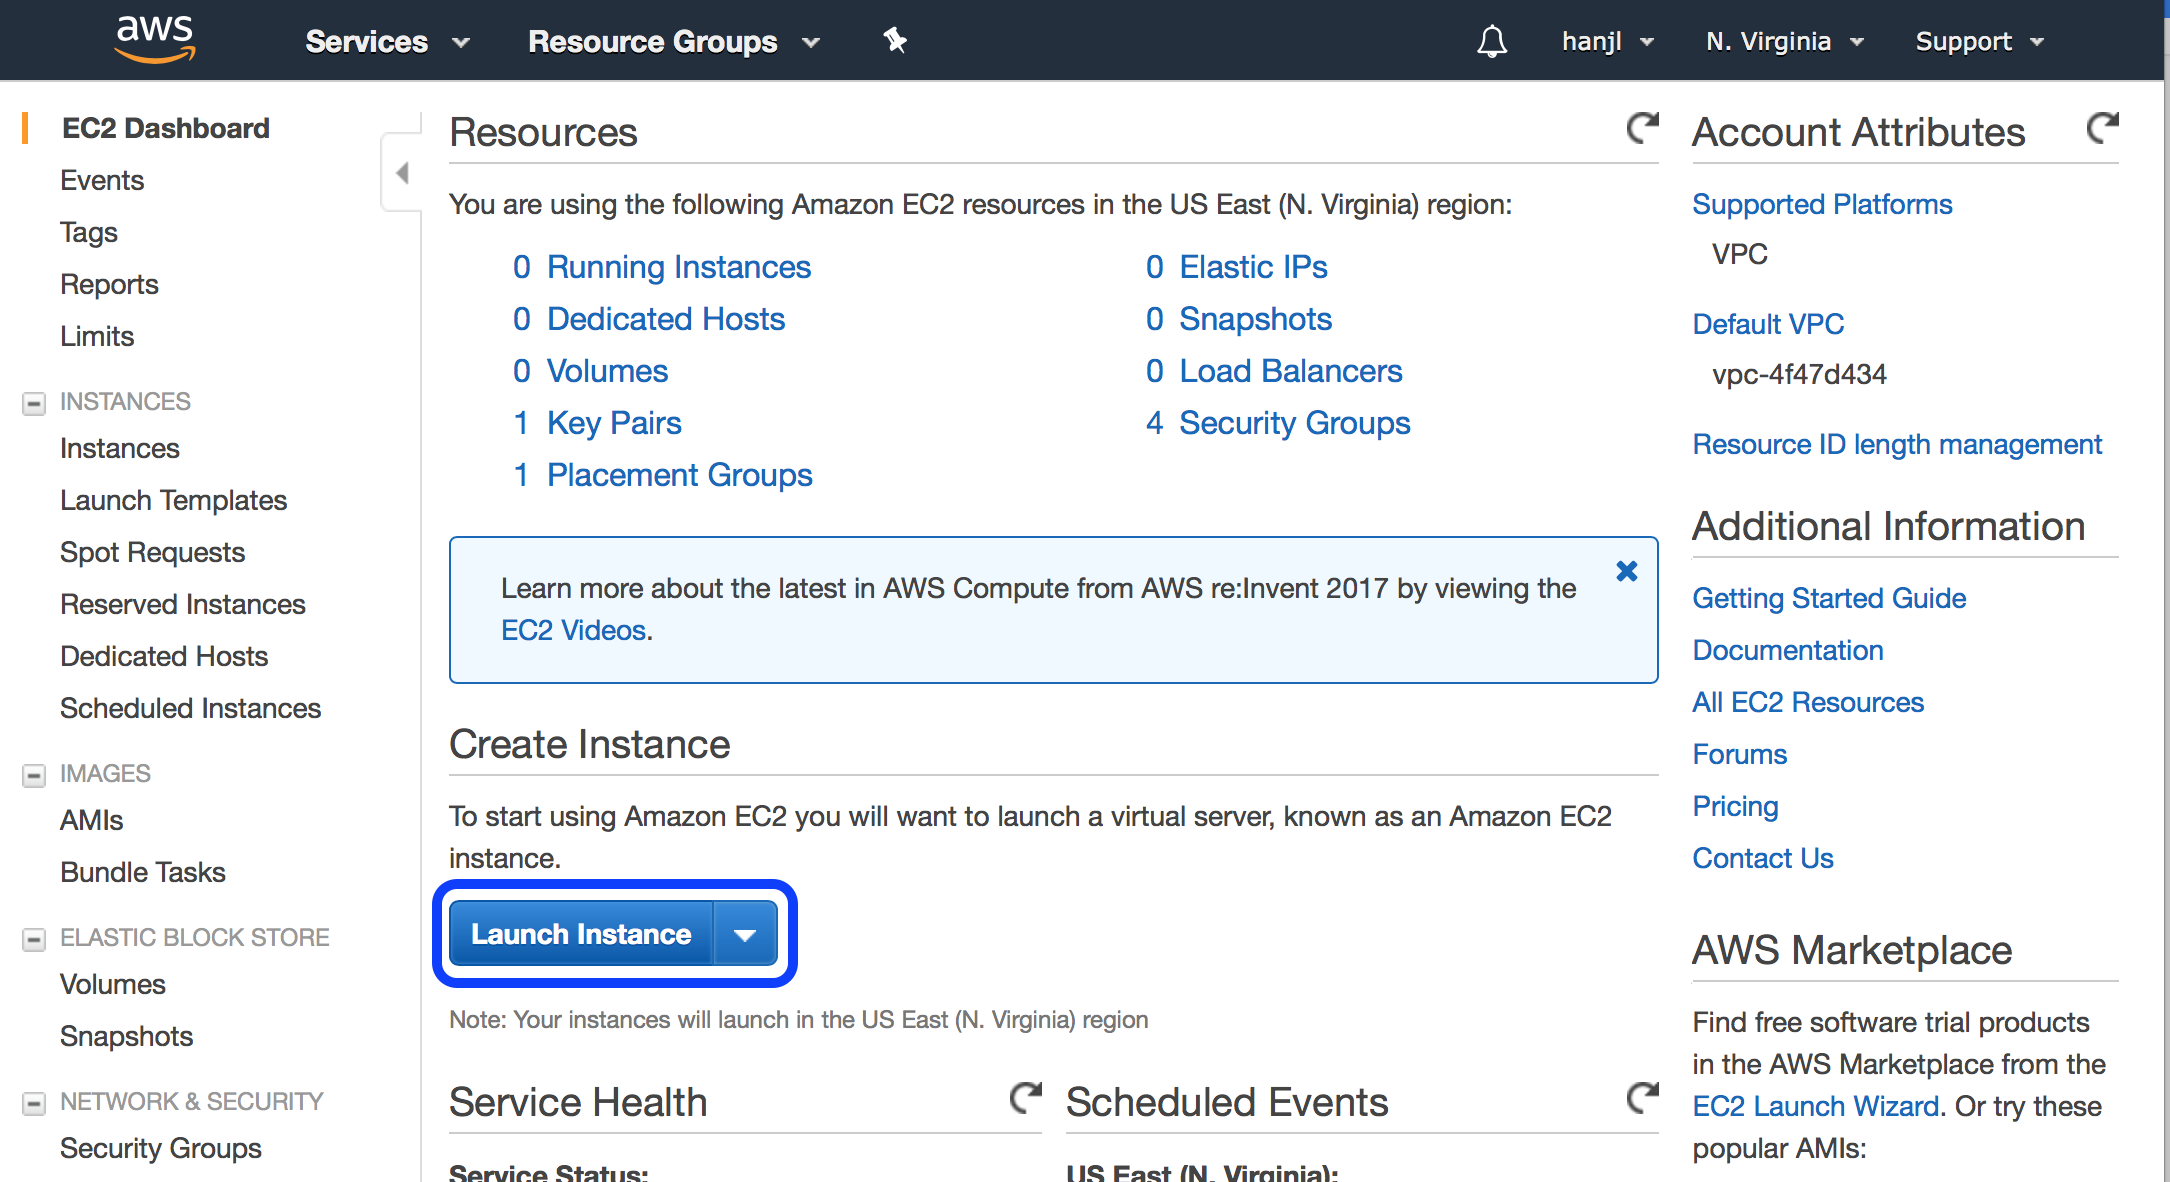 aws
Services
Resource Groups
hanjl
N. Virginia
Support
EC2 Dashboard
Events
Tags
Reports
Limits
INSTANCES
Instances
Launch Templates
Spot Requests
Reserved Instances
Dedicated Hosts
Scheduled Instances
IMAGES
AMIs
Bundle Tasks
ELASTIC BLOCK STORE
Volumes
Snapshots
NETWORK & SECURITY
Security Groups
Resources
You are using the following Amazon EC2 resources in the US East (N. Virginia) region:
0 Running Instances
0 Dedicated Hosts
0 Volumes
1 Key Pairs
1 Placement Groups
0 Elastic IPs
0 Snapshots
0 Load Balancers
4 Security Groups
Learn more about the latest in AWS Compute from AWS re:Invent 2017 by viewing the
EC2 Videos.
Create Instance
To start using Amazon EC2 you will want to launch a virtual server, known as an Amazon EC2
instance.
Launch Instance
Note: Your instances will launch in the US East (N. Virginia) region
Service Health
Service Status:
Scheduled Events
US East (N. Virginia):
Account Attributes
Supported Platforms
VPC
Default VPC
vpc-4f47d434
Resource ID length management
Additional Information
Getting Started Guide
Documentation
All EC2 Resources
Forums
Pricing
Contact Us
AWS Marketplace
Find free software trial products
in the AWS Marketplace from the
EC2 Launch Wizard. Or try these
popular AMIs: